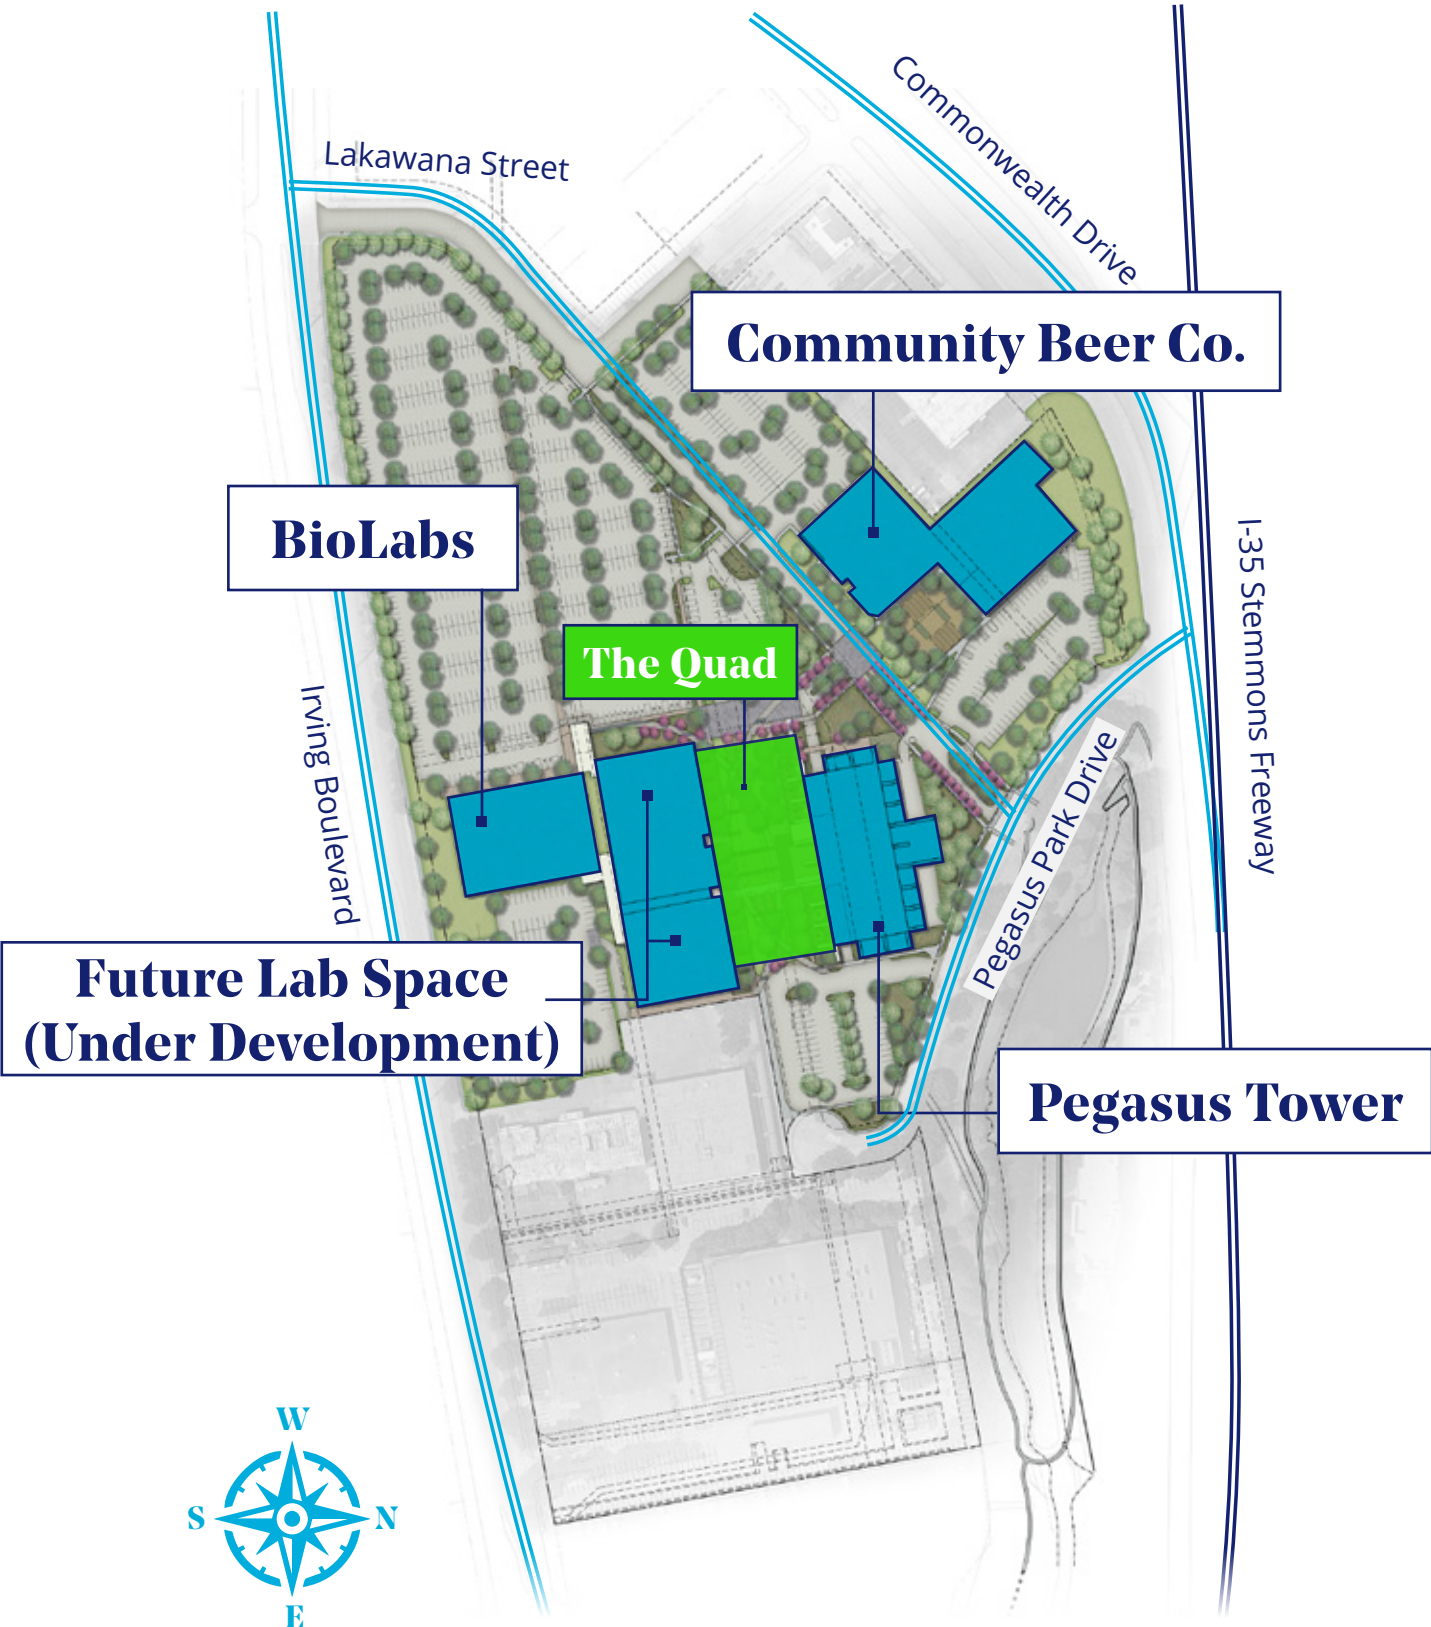 Commonwealth Drive
Lakawana Street
Community Beer Co.
BioLabs
I-35 Stemmons Freeway
The Quad
Irving Boulevard
Pegasus Park Drive
Future Lab Space
(Under Development)
Pegasus Tower
W
S
N
E